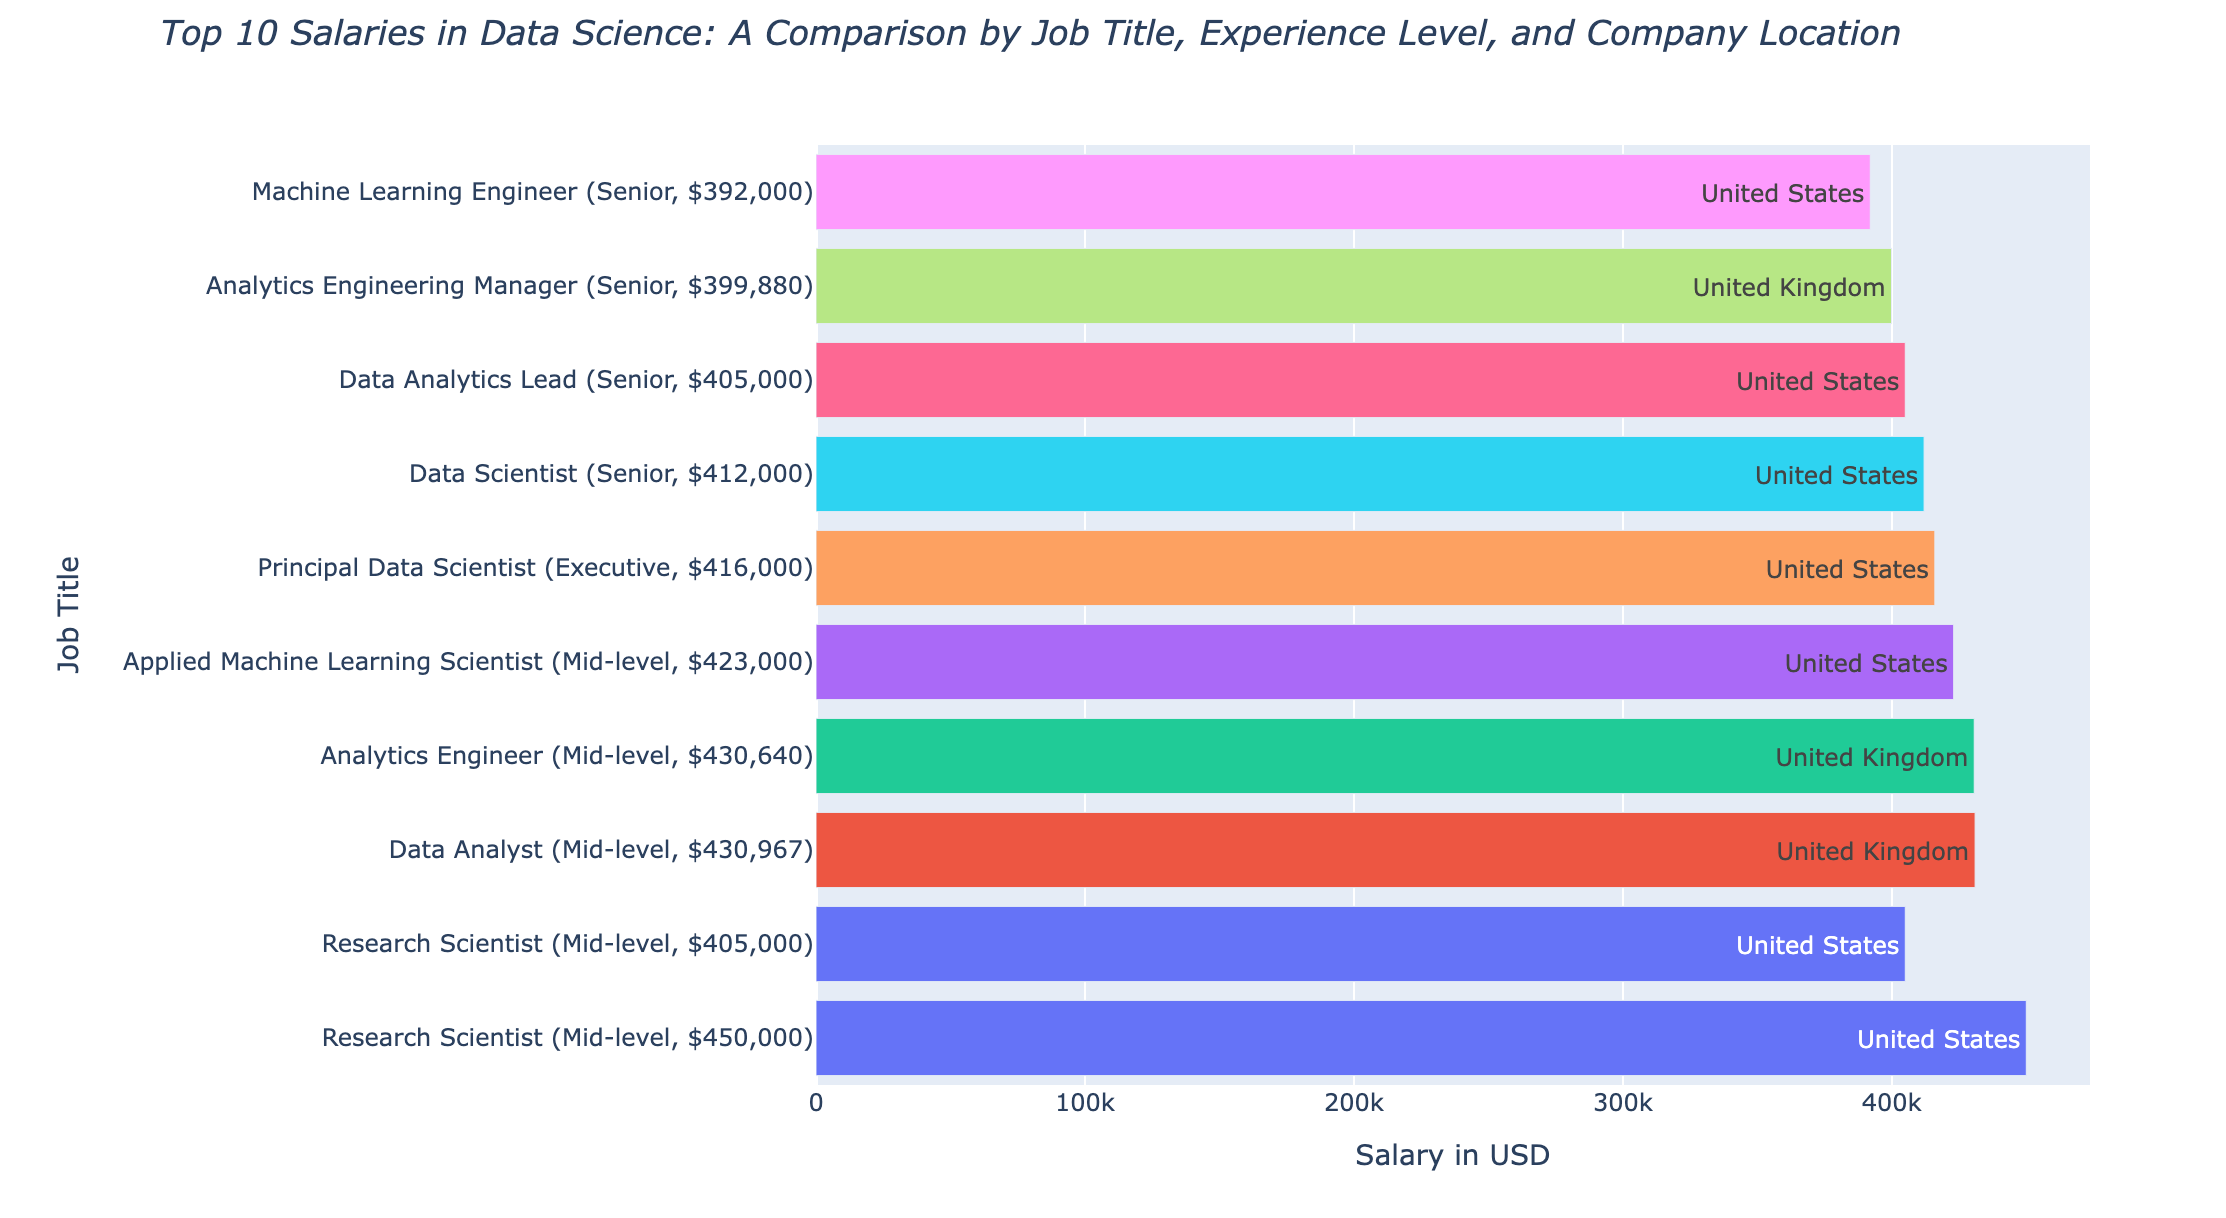 Top 10 Salaries in Data Science: A Comparison by Job Title, Experience Level, and Company Location
Machine Learning Engineer (Senior, $392,000)
United States
Analytics Engineering Manager (Senior, $399,880)
United Kingdom
Data Analytics Lead (Senior, $405,000)
United States
Data Scientist (Senior, $412,000)
United States
Principal Data Scientist (Executive, $416,000)
United States
Applied Machine Learning Scientist (Mid-level, $423,000)
United States
Analytics Engineer (Mid-level, $430,640)
United Kingdom
Data Analyst (Mid-level, $430,967)
United Kingdom
Research Scientist (Mid-level, $405,000)
United States
Research Scientist (Mid-level, $450,000)
United States
Job Title
0 100k 200k 300k 400k
Salary in USD